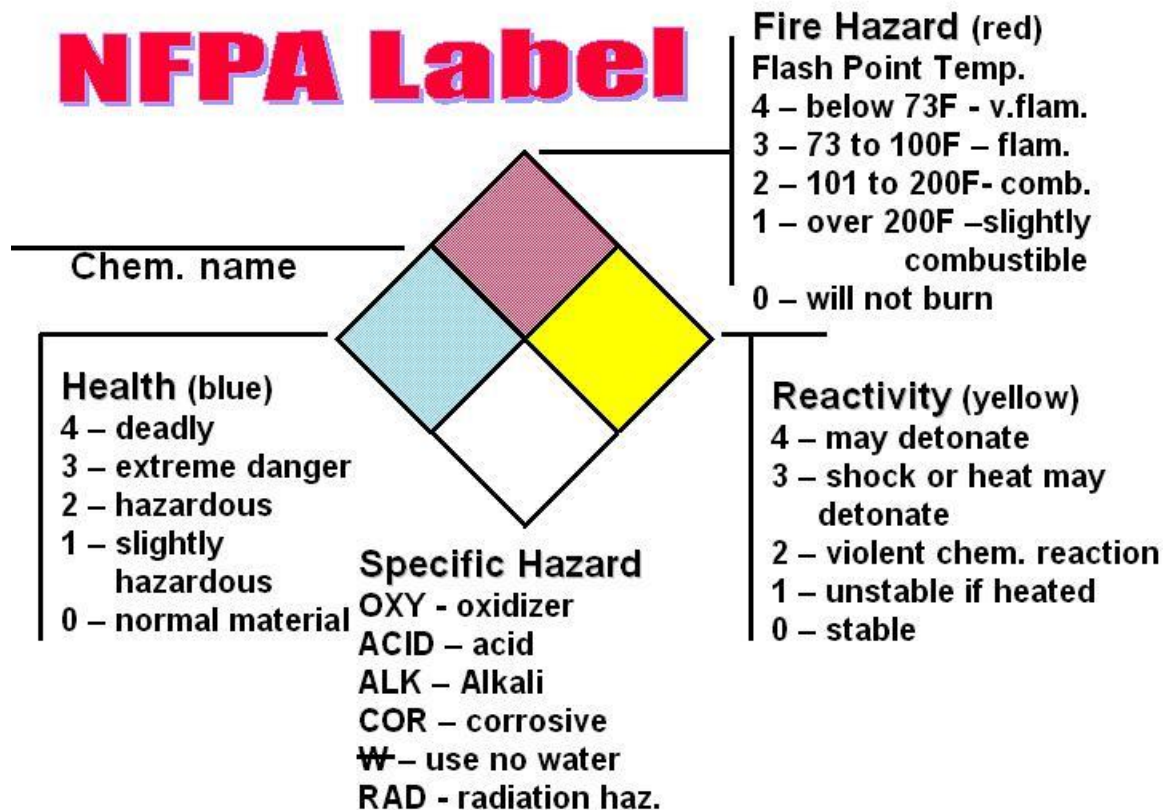 NFPA Label
Fire Hazard (red)
Flash Point Temp.
4 – below 73F - v.flam.
3 – 73 to 100F – flam.
2 – 101 to 200F- comb.
1 – over 200F –slightly
combustible
0 – will not burn
Chem. name
Health (blue)
4 – deadly
3 – extreme danger
2 – hazardous
1 – slightly
hazardous
0 – normal material
Reactivity (yellow)
4 – may detonate
3 – shock or heat may
detonate
2 – violent chem. reaction
1 – unstable if heated
0 – stable
Specific Hazard
OXY - oxidizer
ACID – acid
ALK – Alkali
COR – corrosive
W – use no water
RAD - radiation haz.